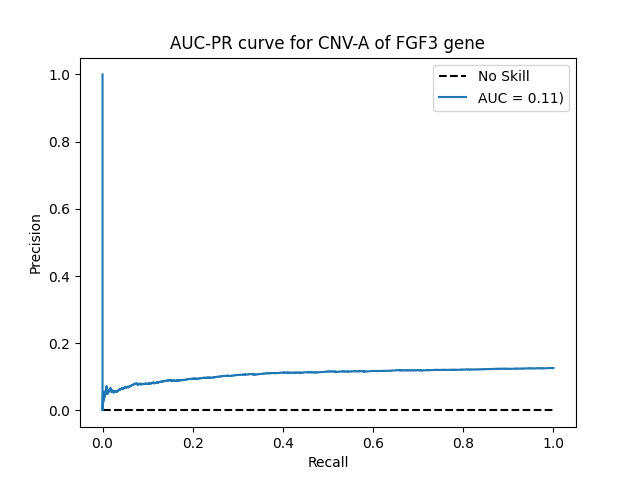 AUC-PR curve for CNV-A of FGF3 gene
No Skill
AUC = 0.11)
1.0
0.8
0.6
0.4
0.2
0.0
Precision
0.0 0.2 0.4 0.6 0.8 1.0
Recall